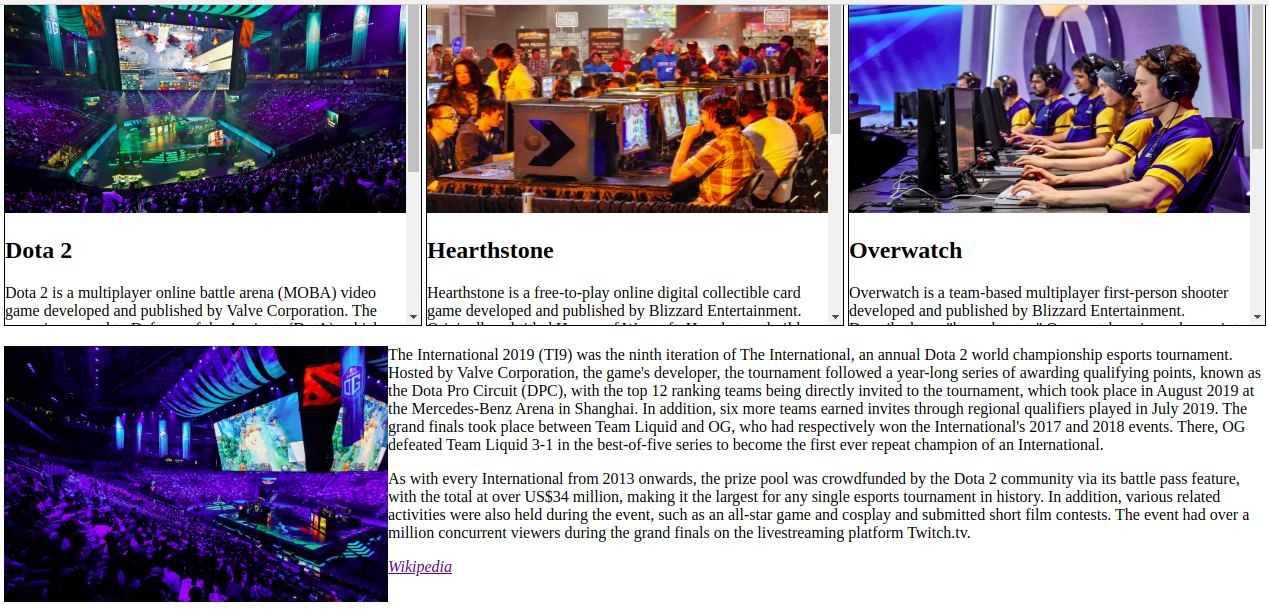 Dota 2
Dota 2 is a multiplayer online battle arena (MOBA) video
game developed and published by Valve Corporation. The
Hearthstone
Hearthstone is a free-to-play online digital collectible card
game developed and published by Blizzard Entertainment.
Overwatch
Overwatch is a team-based multiplayer first-person shooter
developed and published by Blizzard Entertainment.
The International 2019 (TI9) was the ninth iteration of The International, an annual Dota 2 world championship esports tournament.
Hosted by Valve Corporation, the game's developer, the tournament followed a year-long series of awarding qualifying points, known as
the Dota Pro Circuit (DPC), with the top 12 ranking teams being directly invited to the tournament, which took place in August 2019 at
the Mercedes-Benz Arena in Shanghai. In addition, six more teams earned invites through regional qualifiers played in July 2019. The
grand finals took place between Team Liquid and OG, who had respectively won the International's 2017 and 2018 events. There, OG
defeated Team Liquid 3-1 in the best-of-five series to become the first ever repeat champion of an International.
As with every International from 2013 onwards, the prize pool was crowdfunded by the Dota 2 community via its battle pass feature,
with the total at over US$34 million, making it the largest for any single esports tournament in history. In addition, various related
activities were also held during the event, such as an all-star game and cosplay and submitted short film contests. The event had over a
million concurrent viewers during the grand finals on the livestreaming platform Twitch.tv.
Wikipedia